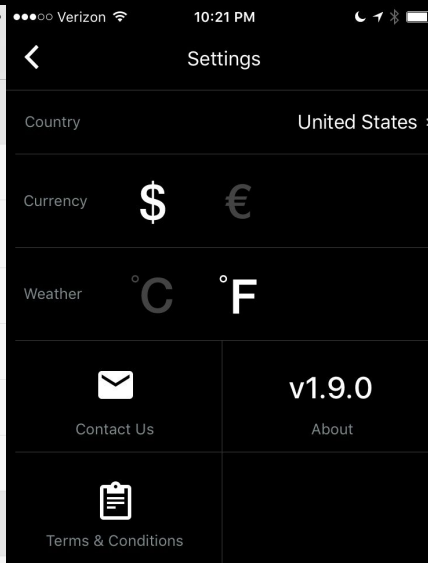 Verizon 10:21 PM
Settings
Country United States
Currency $ €
Weather °C °F
Contact Us
v1.9.0
About
Terms & Conditions